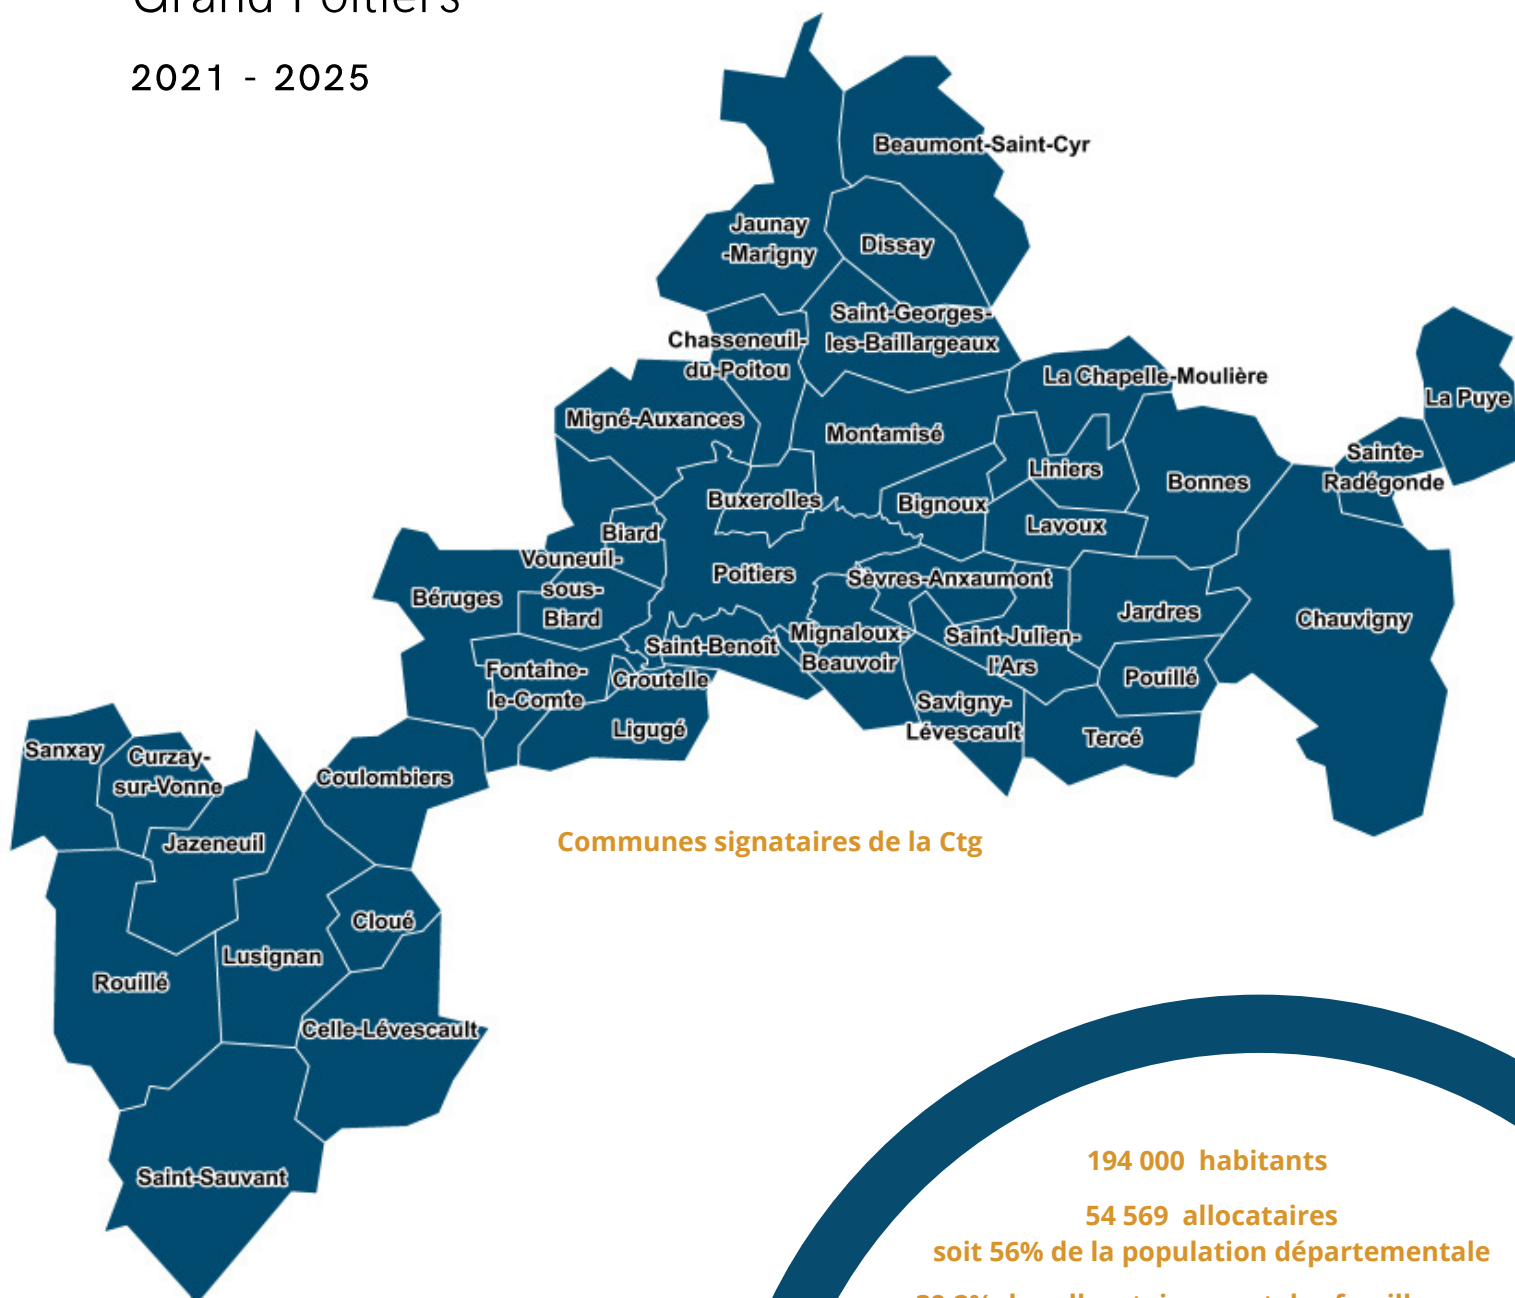 Grand Poitiers
2021 - 2025
Beaumont-Saint-Cyr
Jaunay
-Marigny
Dissay
Saint-Georges-
les-Baillargeaux
Chasseneuil-
du-Poitou
La Chapelle-Moulière
La Puye
Migné-Auxances
Montamisé
Sainte-
Radégonde
Liniers
Bonnes
Buxerolles
Bignoux
Lavoux
Biard
Vouneuil-
sous-
Biard
Poitiers
Sèvres-Anxaumont
Béruges
Jardres
Chauvigny
Saint-Benoît
Mignaloux-
Beauvoir
Saint-Julien-
l'Ars
Fontaine-
le-Comte
Croutelle
Pouillé
Savigny-
Lévescault
Ligugé
Tercé
Sanxay
Curzay-
sur-Vonne
Coulombiers
Jazeneuil
Communes signataires de la Ctg
Cloué
Lusignan
Rouillé
Celle-Lévescault
Saint-Sauvant
194 000 habitants
54 569 allocataires
soit 56% de la population départementale